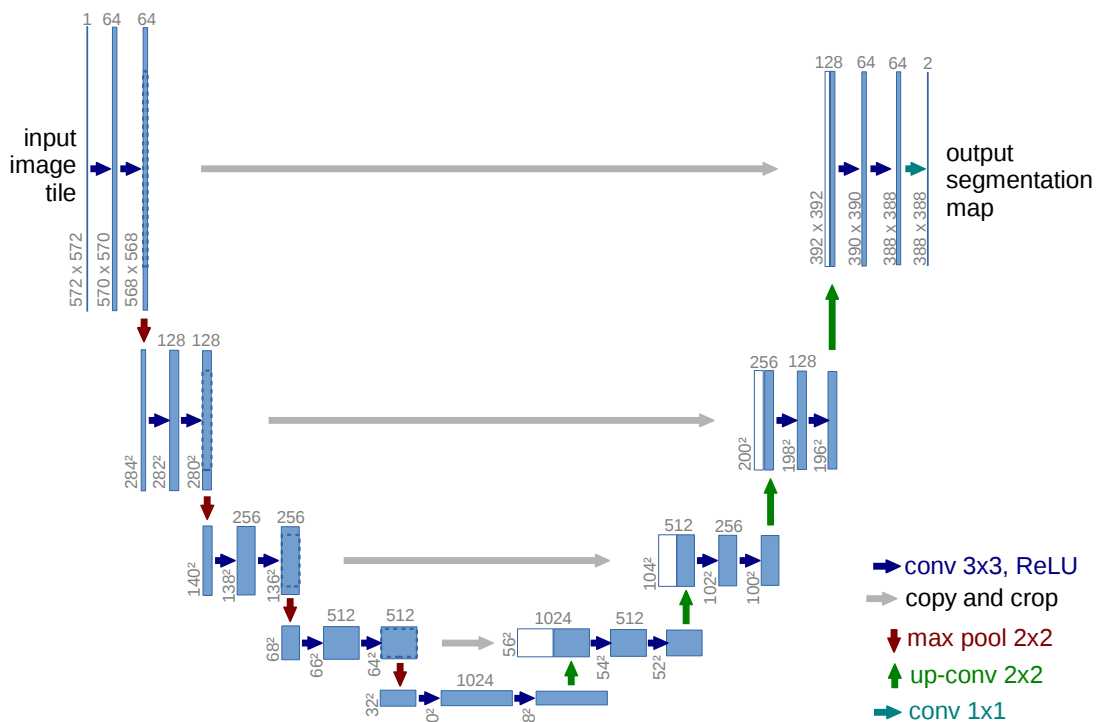 1 64 64
input
image
tile
572 x 572
570 x 570
568 x 568
128 64 64 2
output
segmentation
map
392 x 392
390 x 390
388 x 388
388 x 388
128 128
284²
282²
280²
256 128
200²
198²
196²
256 256
140²
138²
136²
512 256
104²
102²
100²
512 512
68²
66²
64²
1024 512
56²
54²
52²
1024
32²
0²
8²
conv 3x3, ReLU
copy and crop
max pool 2x2
up-conv 2x2
conv 1x1